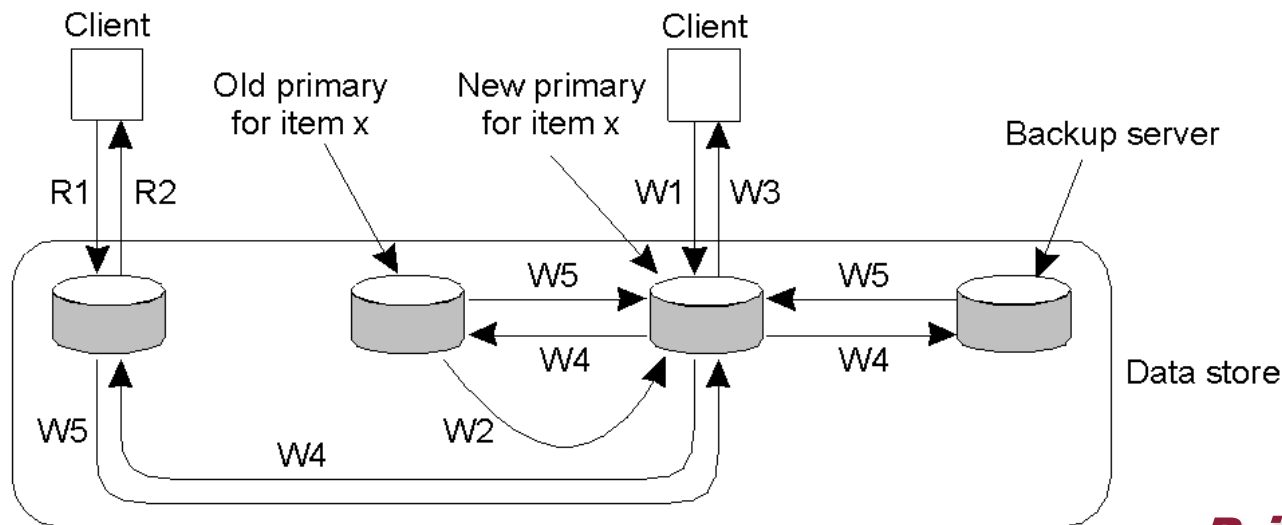 Client
Client
Old primary
for item x
New primary
for item x
Backup server
R1
R2
W1
W3
W5
W5
W4
W4
Data store
W5
W2
W4